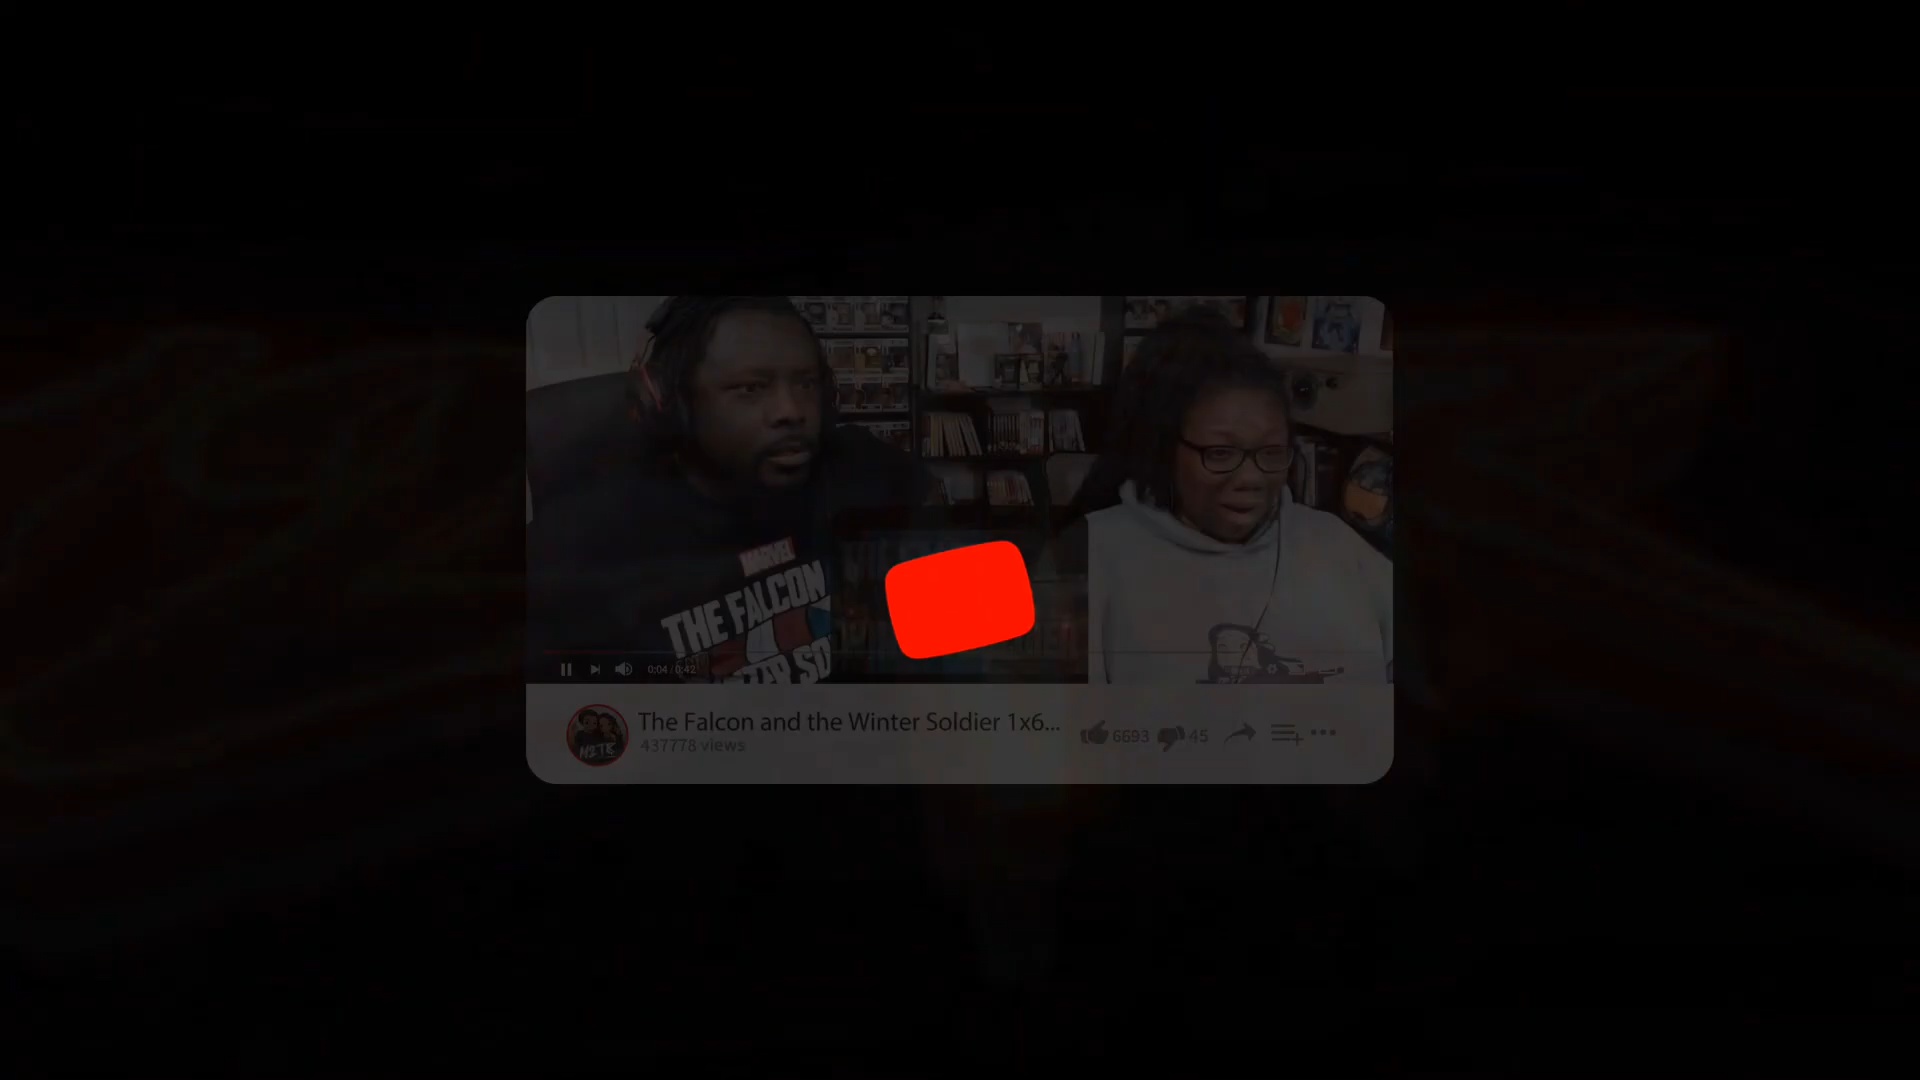 MARVEL
THE FALCON
0:04 / 0:42
The Falcon and the Winter Soldier 1x6...
437778 views
6693
45